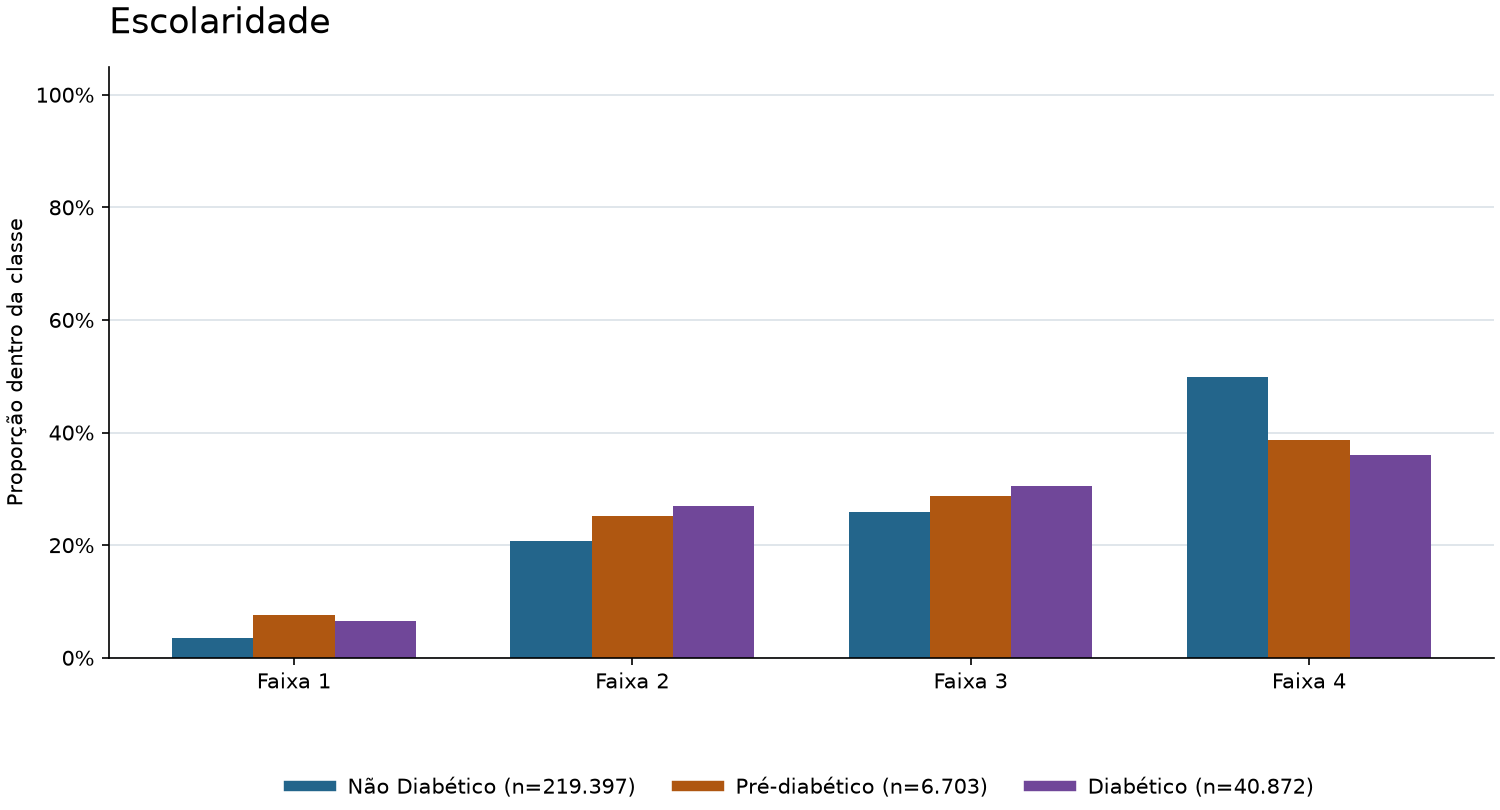 Escolaridade
Proporção dentro da classe
100%
80%
60%
40%
20%
0%
Faixa 1
Faixa 2
Faixa 3
Faixa 4
Não Diabético (n=219.397)
Pré-diabético (n=6.703)
Diabético (n=40.872)